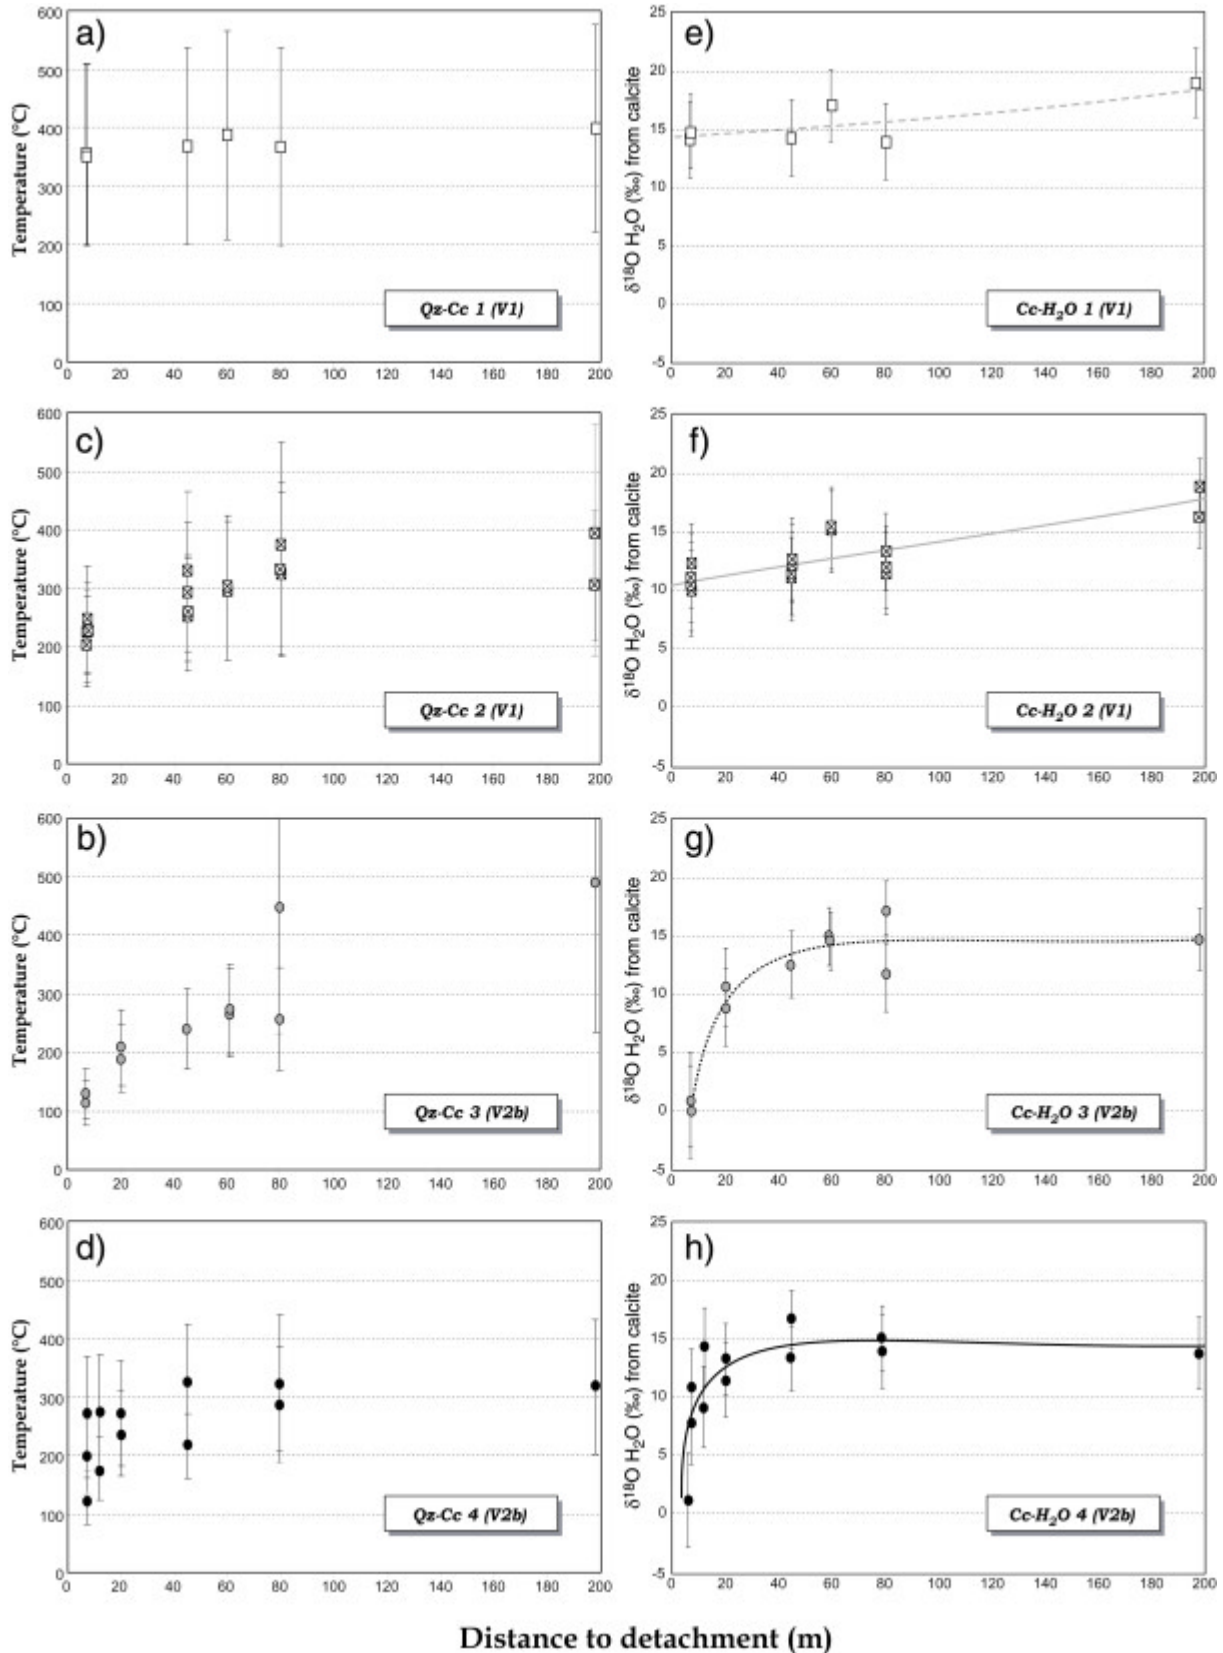 a)
Temperature (°C)
600
500
400
300
200
100
0
Qz-Cc 1 (V1)
0 20 40 60 80 100 120 140 160 180 200
e)
δ18O H2O (‰) from calcite
25
20
15
10
5
0
-5
Cc-H2O 1 (V1)
0 20 40 60 80 100 120 140 160 180 200
c)
Temperature (°C)
600
500
400
300
200
100
0
Qz-Cc 2 (V1)
0 20 40 60 80 100 120 140 160 180 200
f)
δ18O H2O (‰) from calcite
25
20
15
10
5
0
-5
Cc-H2O 2 (V1)
0 20 40 60 80 100 120 140 160 180 200
b)
Temperature (°C)
600
500
400
300
200
100
0
Qz-Cc 3 (V2b)
0 20 40 60 80 100 120 140 160 180 200
g)
δ18O H2O (‰) from calcite
25
20
15
10
5
0
-5
Cc-H2O 3 (V2b)
0 20 40 60 80 100 120 140 160 180 200
d)
Temperature (°C)
600
500
400
300
200
100
0
Qz-Cc 4 (V2b)
0 20 40 60 80 100 120 140 160 180 200
h)
δ18O H2O (‰) from calcite
25
20
15
10
5
0
-5
Cc-H2O 4 (V2b)
0 20 40 60 80 100 120 140 160 180 200
Distance to detachment (m)